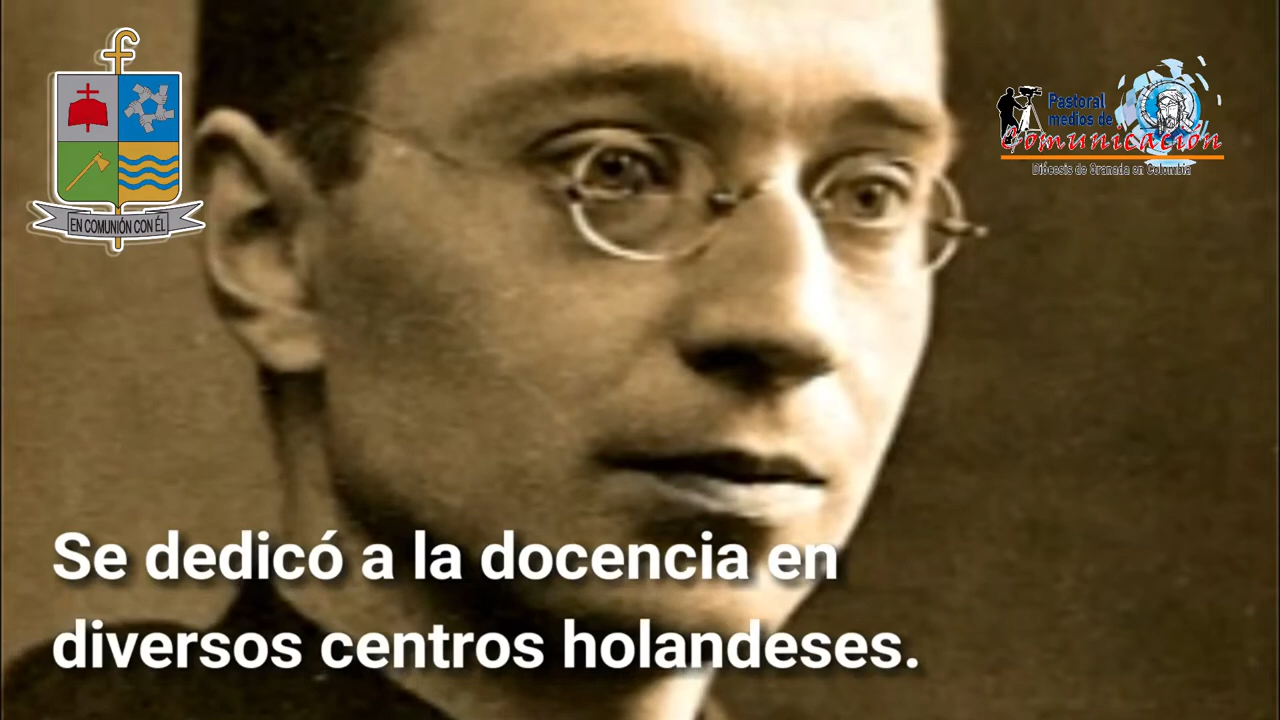 EN COMUNIÓN CON ÉL
Pastoral
medios de
Comunicación
Diócesis de Granada en Colombia
Se dedicó a la docencia en
diversos centros holandeses.